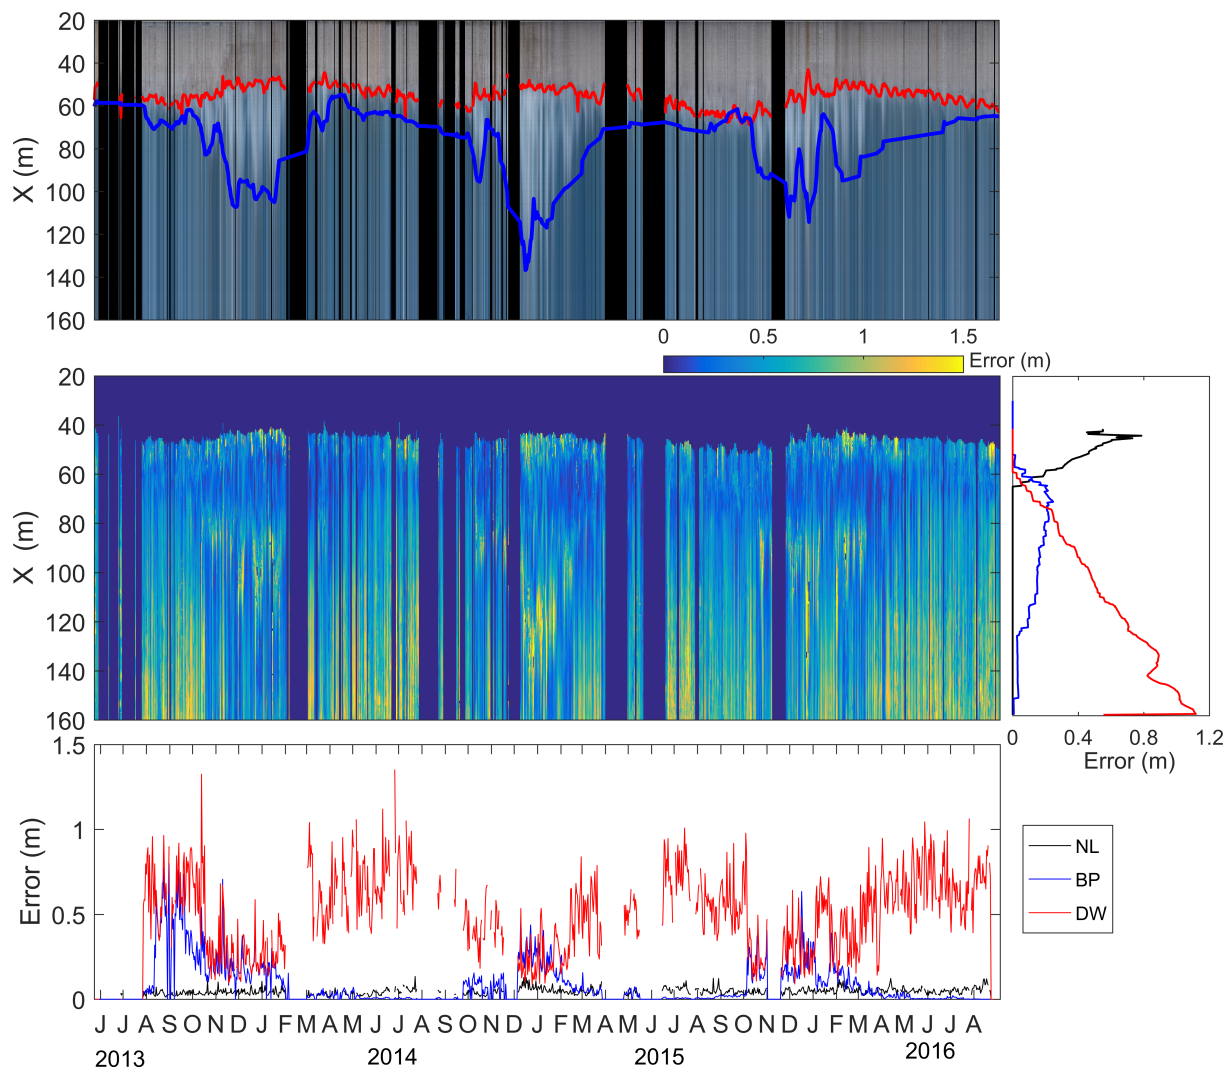 20
40
60
80
100
120
140
160
X (m)
0 0.5 1 1.5
Error (m)
20
40
60
80
100
120
140
160
X (m)
0 0.4 0.8 1.2
Error (m)
1.5
1
0.5
0
Error (m)
NL
BP
DW
J J A S O N D J F M A M J J A S O N D J F M A M J J A S O N D J F M A M J J A
2013 2014 2015 2016